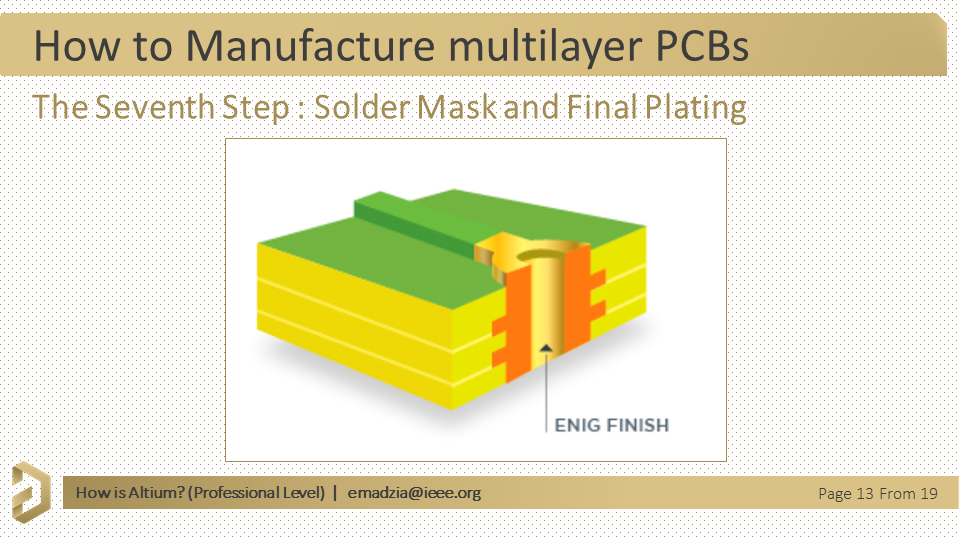 How to Manufacture multilayer PCBs
The Seventh Step : Solder Mask and Final Plating
ENIG FINISH
How is Altium? (Professional Level) | emadzia@ieee.org
Page 13 From 19